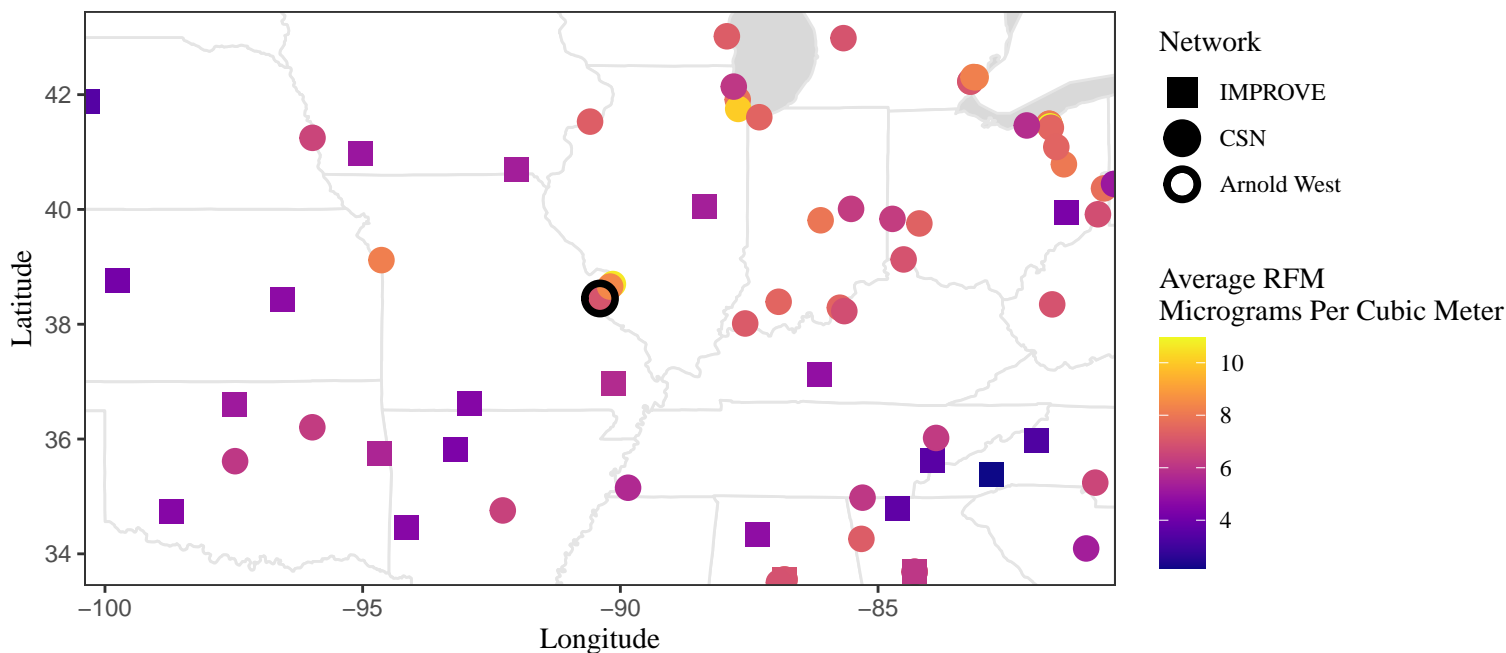 42
40
38
36
34
Latitude
−100
−95
−90
−85
Longitude
Network
IMPROVE
CSN
Arnold West
Average RFM
Micrograms Per Cubic Meter
10
8
6
4